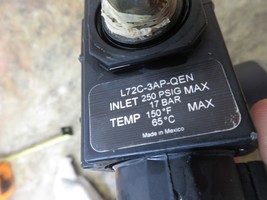 L72C-3AP-QEN
INLET 250 PSIG MAX
17 BAR
TEMP 150°F MAX
65°C
Made in Mexico